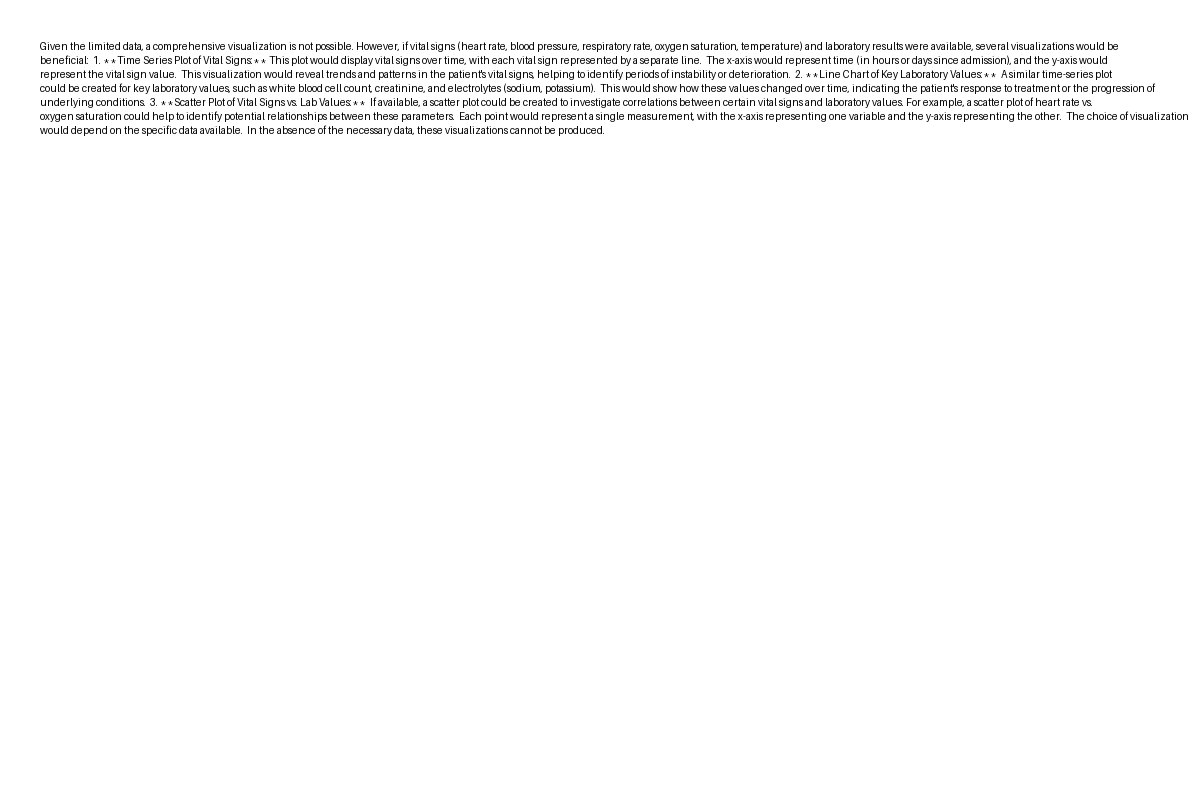 Given the limited data, a comprehensive visualization is not possible. However, if vital signs (heart rate, blood pressure, respiratory rate, oxygen saturation, temperature) and laboratory results were available, several visualizations would be
beneficial:  1. **Time Series Plot of Vital Signs:** This plot would display vital signs over time, with each vital sign represented by a separate line.  The x-axis would represent time (in hours or days since admission), and the y-axis would
represent the vital sign value.  This visualization would reveal trends and patterns in the patient's vital signs, helping to identify periods of instability or deterioration.  2. **Line Chart of Key Laboratory Values:**  A similar time-series plot
could be created for key laboratory values, such as white blood cell count, creatinine, and electrolytes (sodium, potassium).  This would show how these values changed over time, indicating the patient's response to treatment or the progression of
underlying conditions.  3. **Scatter Plot of Vital Signs vs. Lab Values:**  If available, a scatter plot could be created to investigate correlations between certain vital signs and laboratory values. For example, a scatter plot of heart rate vs.
oxygen saturation could help to identify potential relationships between these parameters.  Each point would represent a single measurement, with the x-axis representing one variable and the y-axis representing the other.  The choice of visualization
would depend on the specific data available.  In the absence of the necessary data, these visualizations cannot be produced.